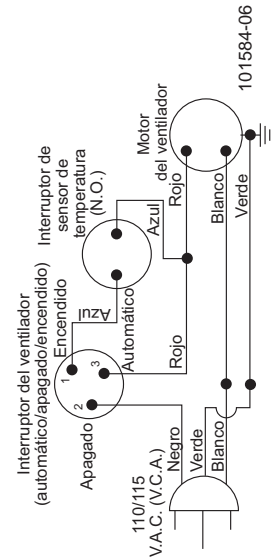 Interruptor del ventilador
(automático/apagado/encendido)
Encendido
1
2
3
Apagado
Automático
Azul
Interruptor de
sensor de
temperatura
(N.O.)
Azul
Rojo
Motor
del ventilador
Rojo
Blanco
Verde
110/115
V.A.C. (V.C.A.)
Negro
Verde
Blanco
101584-06